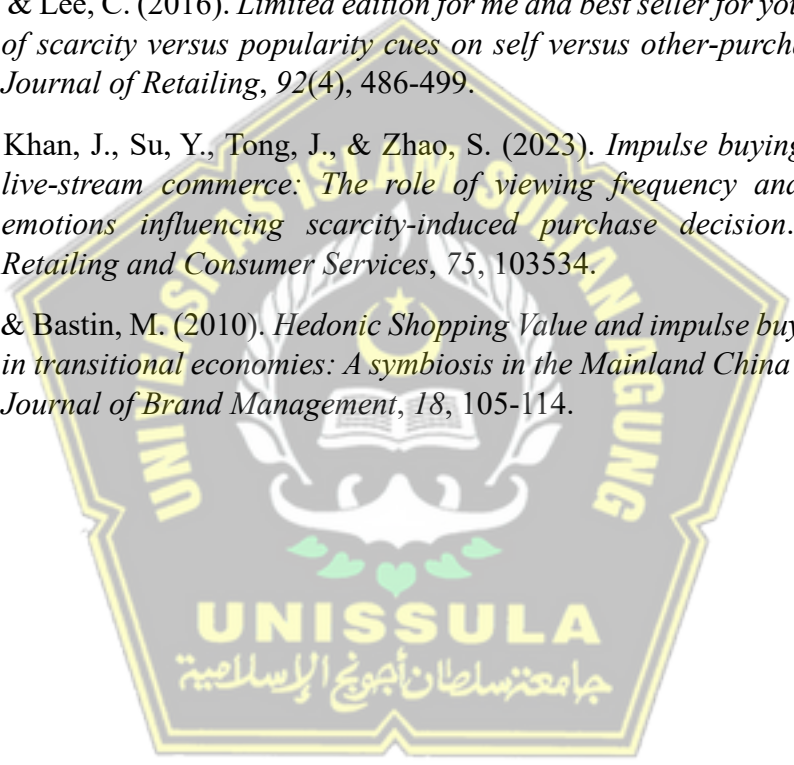 & Lee, C. (2016). Limited edition for me and best seller for you
of scarcity versus popularity cues on self versus other-purcha
Journal of Retailing, 92(4), 486-499.
Khan, J., Su, Y., Tong, J., & Zhao, S. (2023). Impulse buying
live-stream commerce: The role of viewing frequency and
emotions influencing scarcity-induced purchase decision.
Retailing and Consumer Services, 75, 103534.
& Bastin, M. (2010). Hedonic Shopping Value and impulse buy
in transitional economies: A symbiosis in the Mainland China
Journal of Brand Management, 18, 105-114.
UNIVERSITAS ISLAM SULTAN AGUNG
UNISSULA
جامعة سلطان أجونج الإسلامية